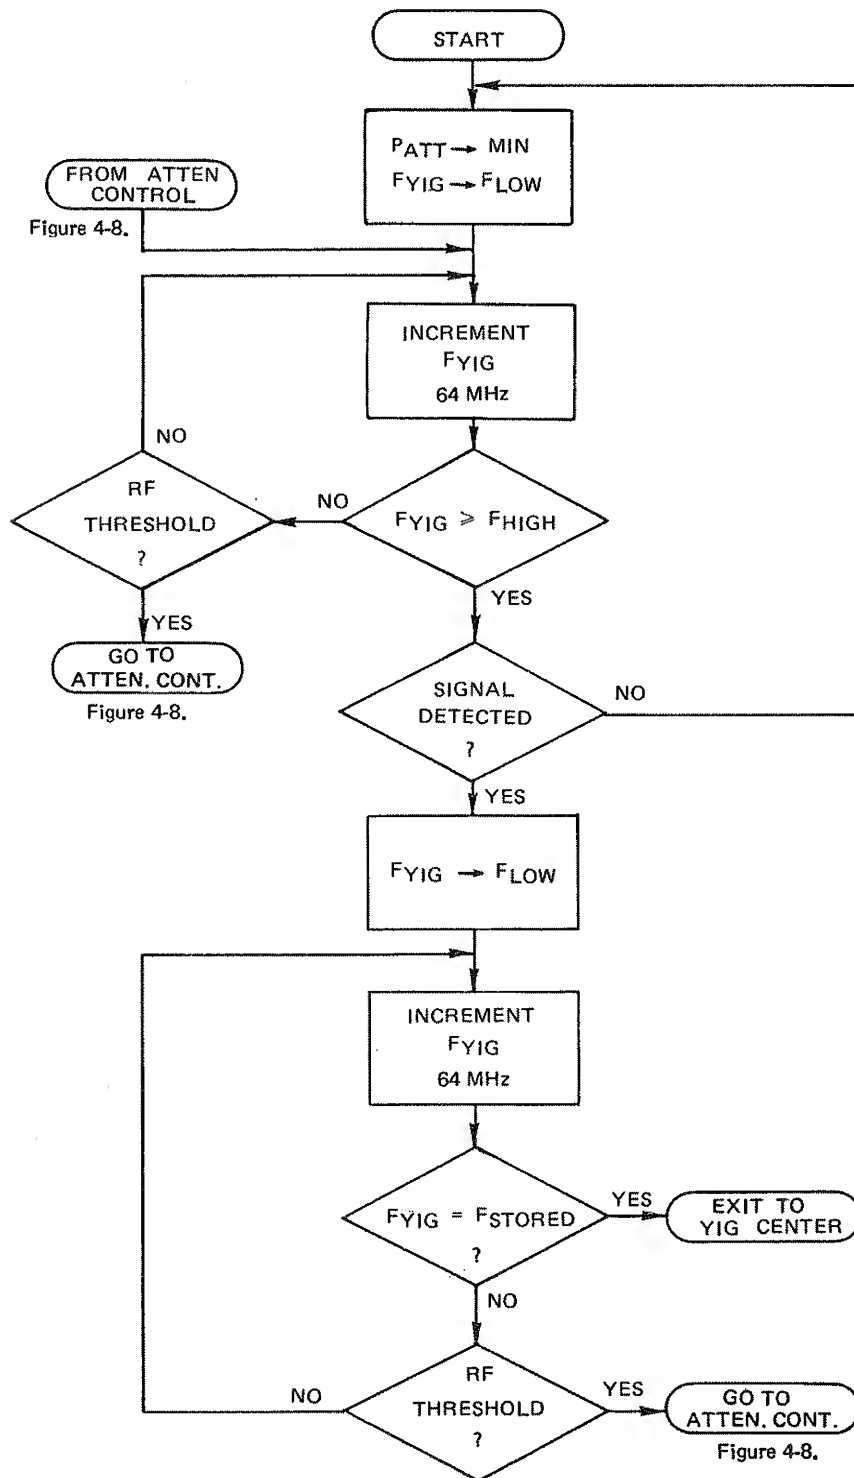 START
PATT → MIN
FYIG → FLOW
FROM ATTEN
CONTROL
Figure 4-8.
INCREMENT
FYIG
64 MHz
NO
RF
THRESHOLD
?
NO
FYIG ⩾ FHIGH
YES
YES
GO TO
ATTEN. CONT.
Figure 4-8.
SIGNAL
DETECTED
?
NO
YES
FYIG → FLOW
INCREMENT
FYIG
64 MHz
FYIG = FSTORED
?
YES
EXIT TO
YIG CENTER
NO
RF
THRESHOLD
?
NO
YES
GO TO
ATTEN. CONT.
Figure 4-8.